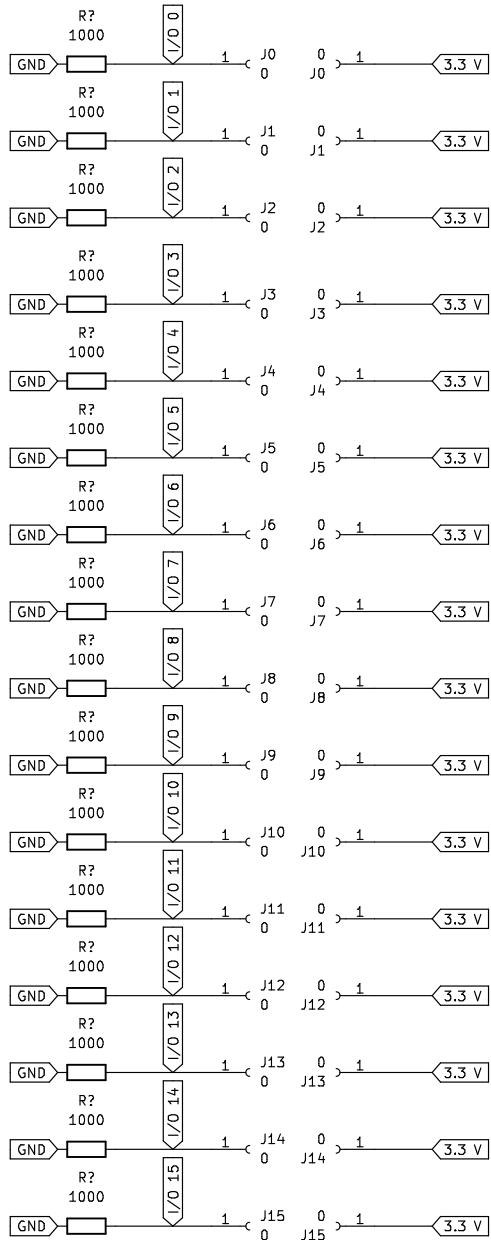 R?
1000
I/O 0
GND
1
J0
0
0
J0
1
3.3 V
R?
1000
I/O 1
GND
1
J1
0
0
J1
1
3.3 V
R?
1000
I/O 2
GND
1
J2
0
0
J2
1
3.3 V
R?
1000
I/O 3
GND
1
J3
0
0
J3
1
3.3 V
R?
1000
I/O 4
GND
1
J4
0
0
J4
1
3.3 V
R?
1000
I/O 5
GND
1
J5
0
0
J5
1
3.3 V
R?
1000
I/O 6
GND
1
J6
0
0
J6
1
3.3 V
R?
1000
I/O 7
GND
1
J7
0
0
J7
1
3.3 V
R?
1000
I/O 8
GND
1
J8
0
0
J8
1
3.3 V
R?
1000
I/O 9
GND
1
J9
0
0
J9
1
3.3 V
R?
1000
I/O 10
GND
1
J10
0
0
J10
1
3.3 V
R?
1000
I/O 11
GND
1
J11
0
0
J11
1
3.3 V
R?
1000
I/O 12
GND
1
J12
0
0
J12
1
3.3 V
R?
1000
I/O 13
GND
1
J13
0
0
J13
1
3.3 V
R?
1000
I/O 14
GND
1
J14
0
0
J14
1
3.3 V
R?
1000
I/O 15
GND
1
J15
0
0
J15
1
3.3 V